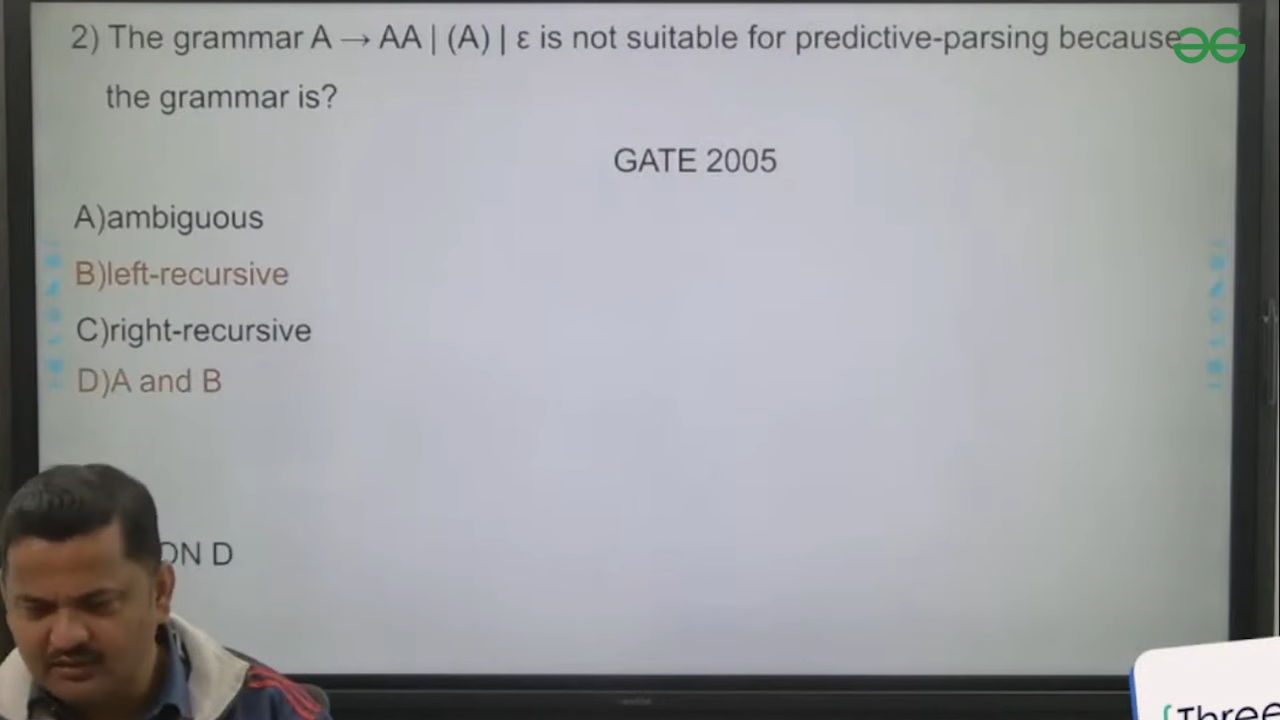 2) The grammar A → AA | (A) | ε is not suitable for predictive-parsing because
the grammar is?
GATE 2005
A)ambiguous
B)left-recursive
C)right-recursive
D)A and B
D